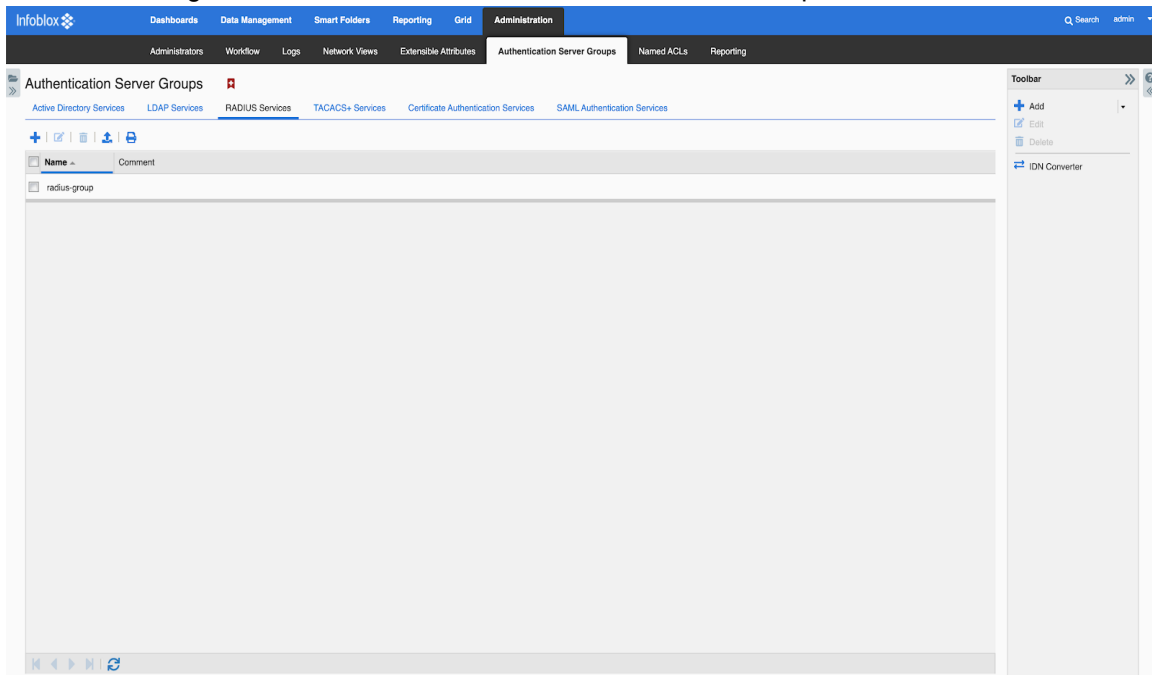 Infoblox
Dashboards Data Management Smart Folders Reporting Grid Administration Search admin
Administrators Workflow Logs Network Views Extensible Attributes Authentication Server Groups Named ACLs Reporting
Authentication Server Groups
Active Directory Services LDAP Services RADIUS Services TACACS+ Services Certificate Authentication Services SAML Authentication Services
Name Comment
radius-group
Toolbar
Add
Edit
Delete
IDN Converter